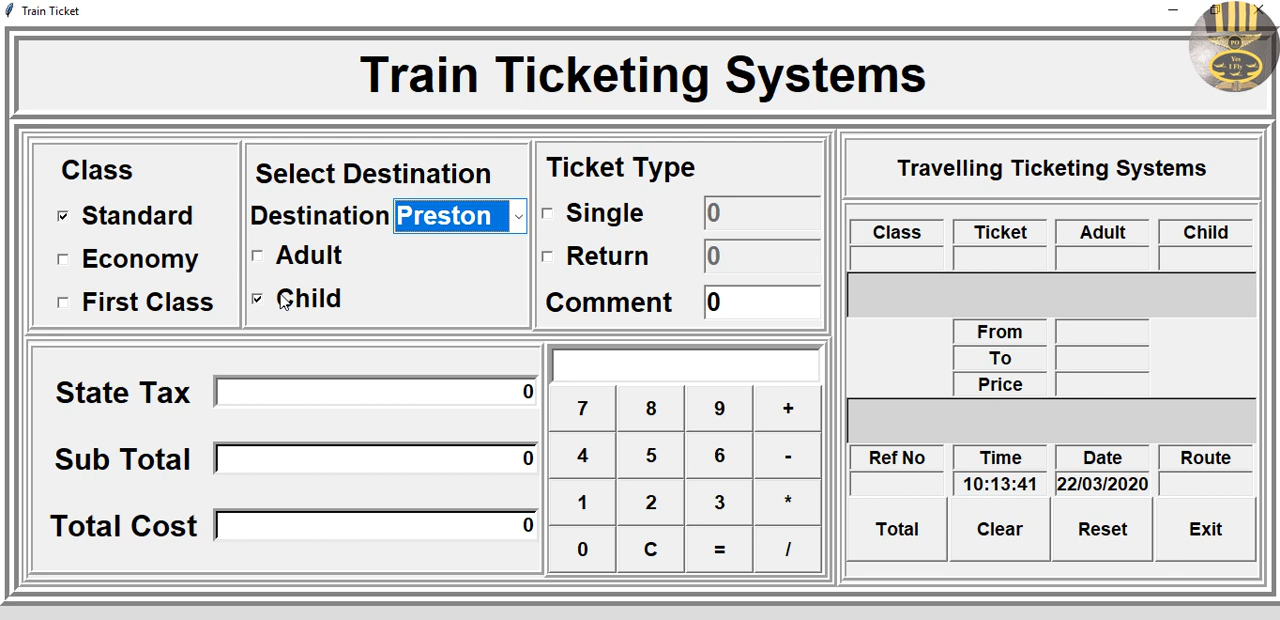 Train Ticket
PO
Yes
I Fly
Train Ticketing Systems
Class
Standard
Economy
First Class
Select Destination
Destination Preston
Adult
Child
Ticket Type
Single 0
Return 0
Comment 0
State Tax 0
Sub Total 0
Total Cost 0
7 8 9 +
4 5 6 -
1 2 3 *
0 C = /
Travelling Ticketing Systems
Class Ticket Adult Child
From
To
Price
Ref No Time Date Route
10:13:41 22/03/2020
Total Clear Reset Exit